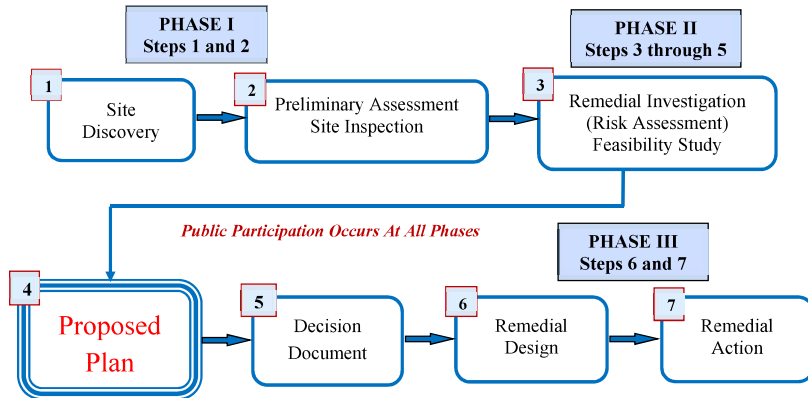 PHASE I
Steps 1 and 2
PHASE II
Steps 3 through 5
1
Site
Discovery
2
Preliminary Assessment
Site Inspection
3
Remedial Investigation
(Risk Assessment)
Feasibility Study
Public Participation Occurs At All Phases
PHASE III
Steps 6 and 7
4
Proposed
Plan
5
Decision
Document
6
Remedial
Design
7
Remedial
Action